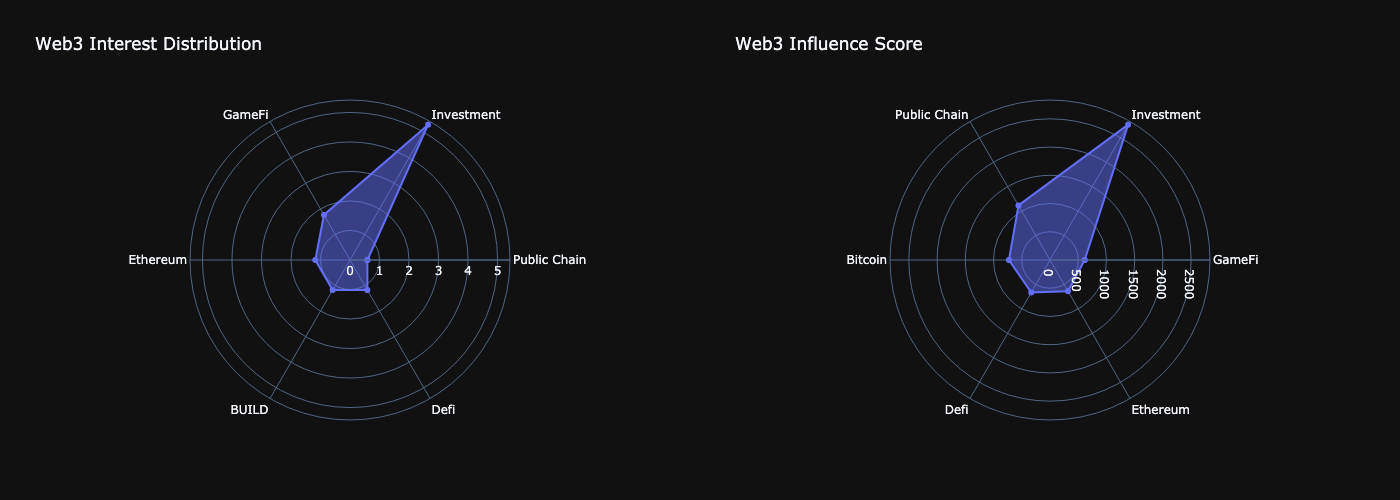 Web3 Interest Distribution
GameFi
Investment
Ethereum
0 1 2 3 4 5
Public Chain
BUILD
Defi
Web3 Influence Score
Public Chain
Investment
Bitcoin
0 500 1000 1500 2000 2500
GameFi
Defi
Ethereum